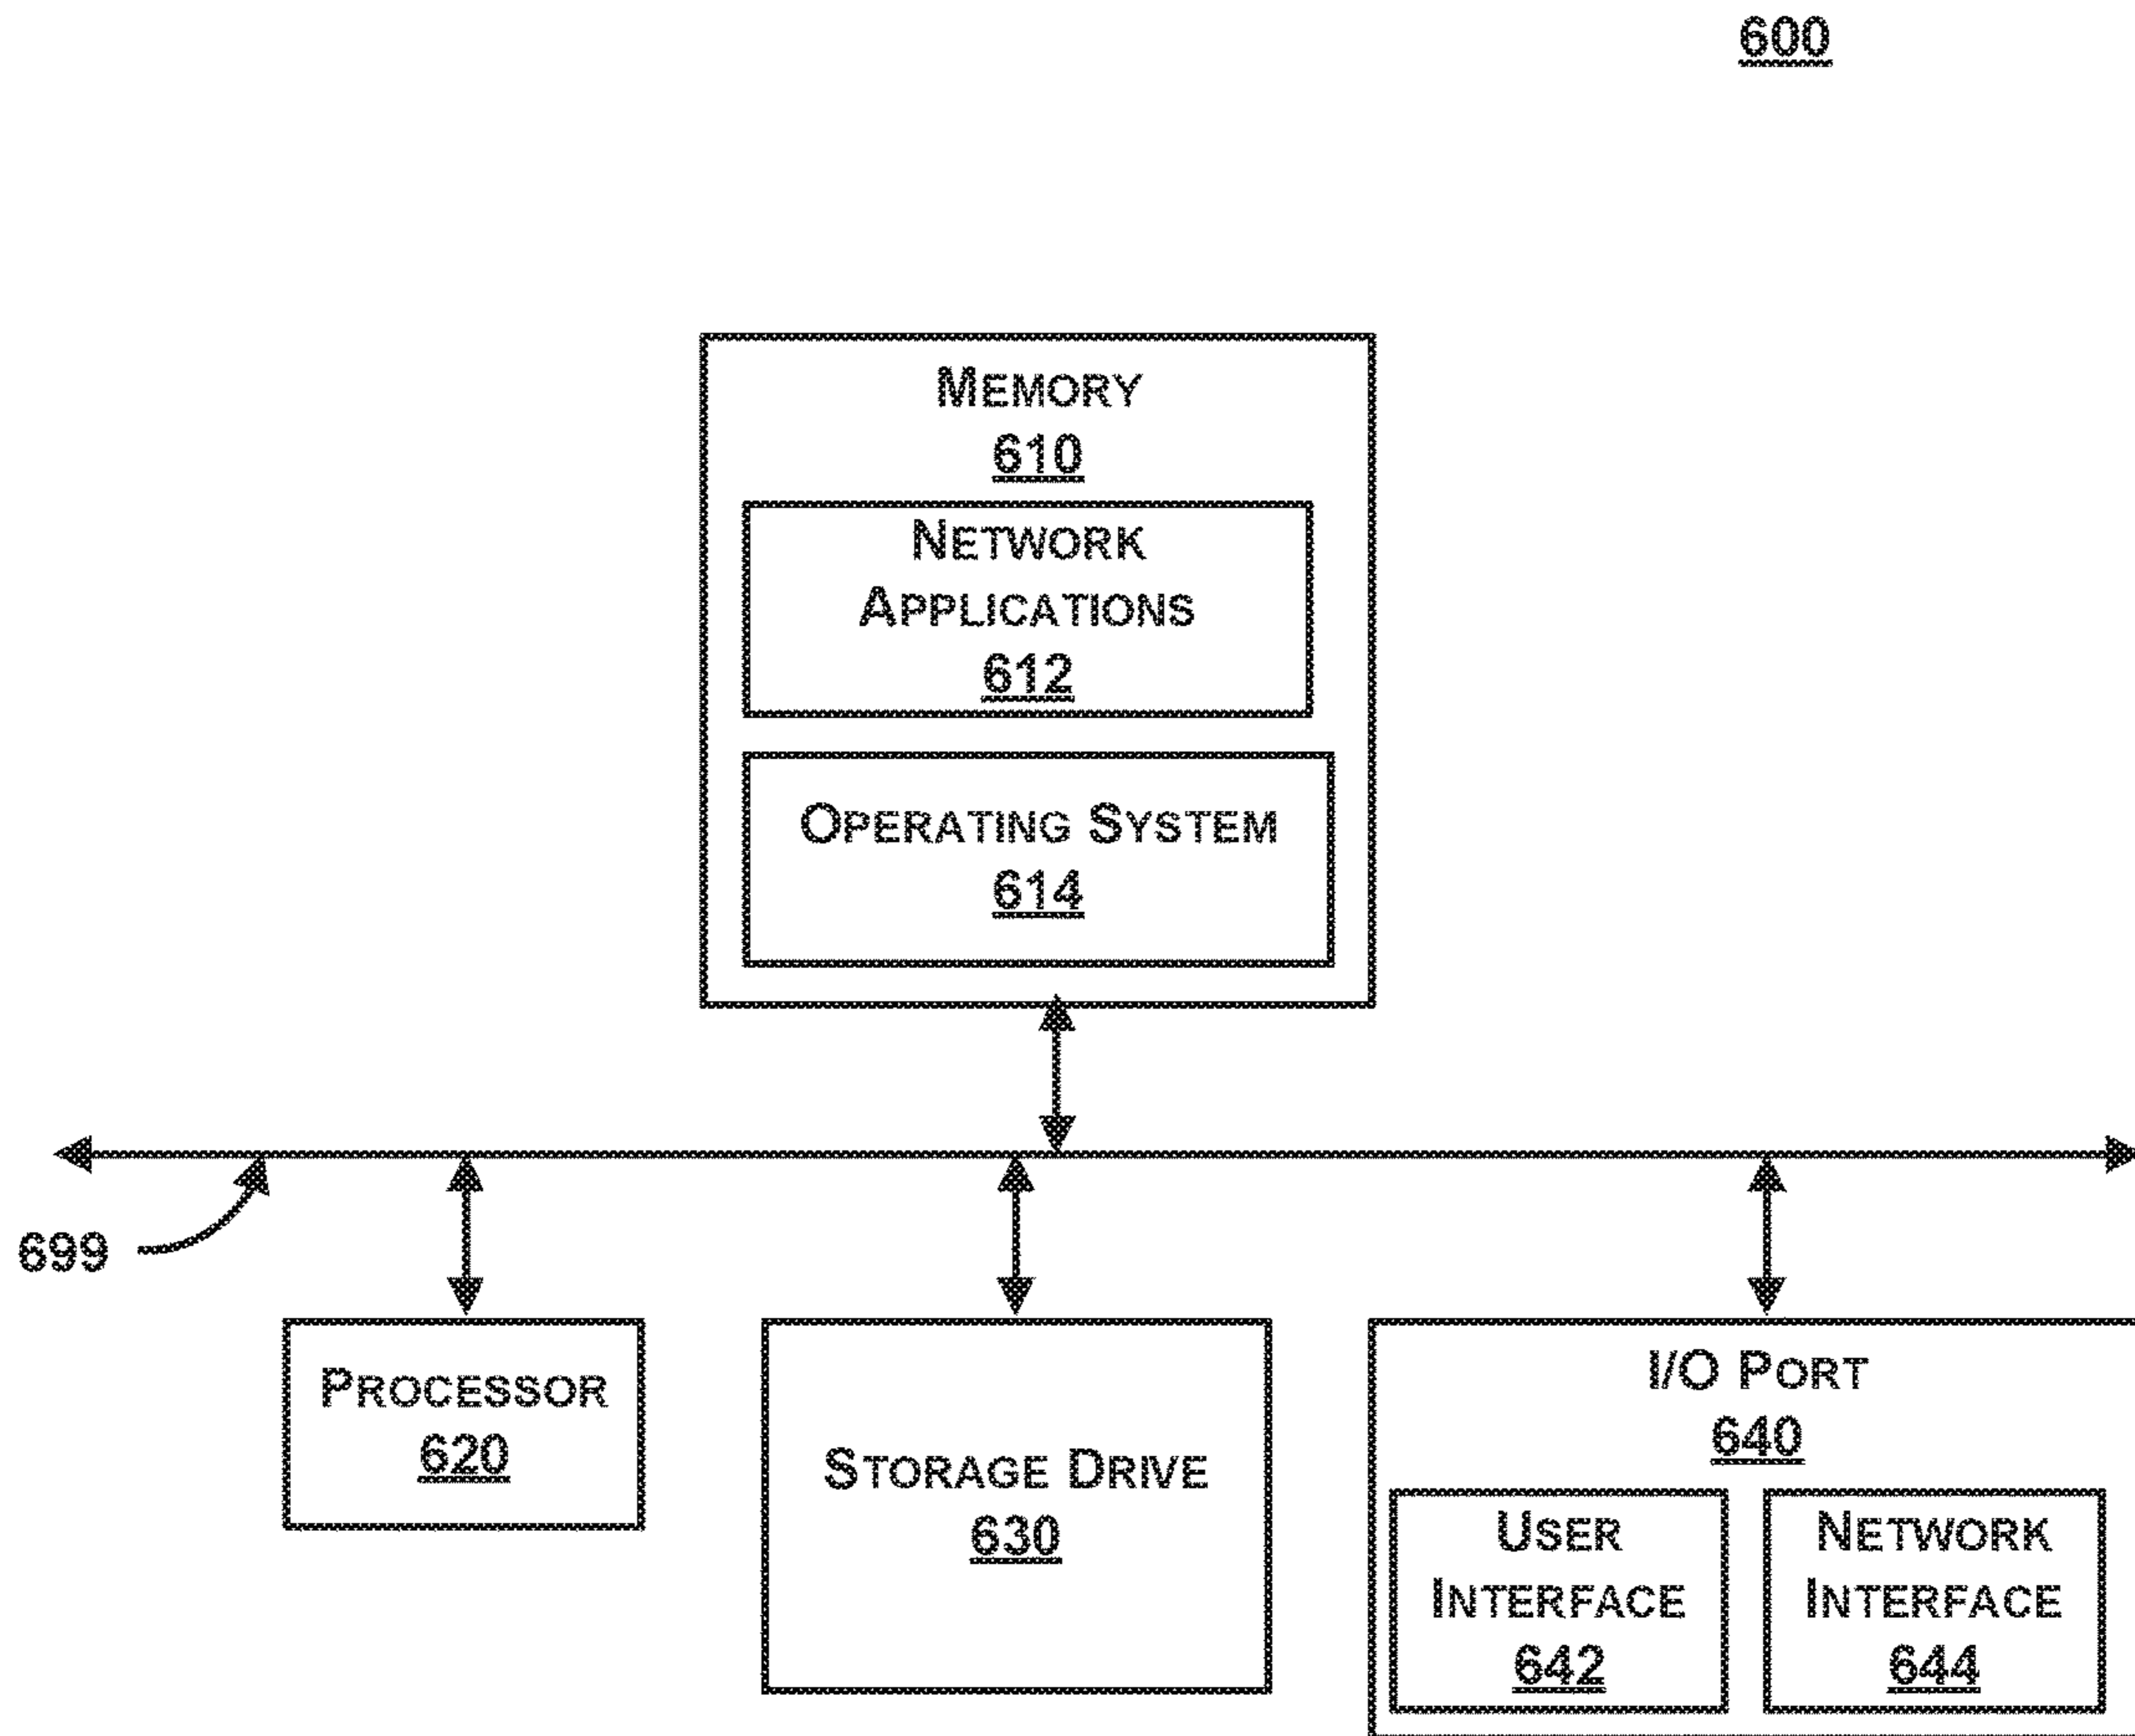 600
MEMORY
610
NETWORK
APPLICATIONS
612
OPERATING SYSTEM
614
699
PROCESSOR
620
STORAGE DRIVE
630
I/O PORT
640
USER
INTERFACE
642
NETWORK
INTERFACE
644